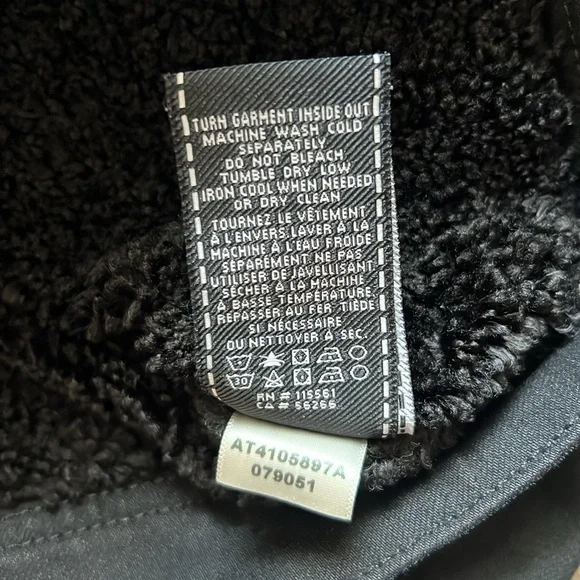 TURN GARMENT INSIDE OUT
MACHINE WASH COLD
SEPARATELY
DO NOT BLEACH
TUMBLE DRY LOW
IRON COOL WHEN NEEDED
OR DRY CLEAN
TOURNEZ LE VÊTEMENT
À L'ENVERS LAVER À LA
MACHINE À L'EAU FROIDE
SÉPARÉMENT NE PAS
UTILISER DE JAVELLISANT
SÉCHER À LA MACHINE
À BASSE TEMPÉRATURE
REPASSER AU FER TIÈDE
SI NÉCESSAIRE
OU NETTOYER À SEC.
30
RN # 115561
CA # 56266
AT4105897A
079051